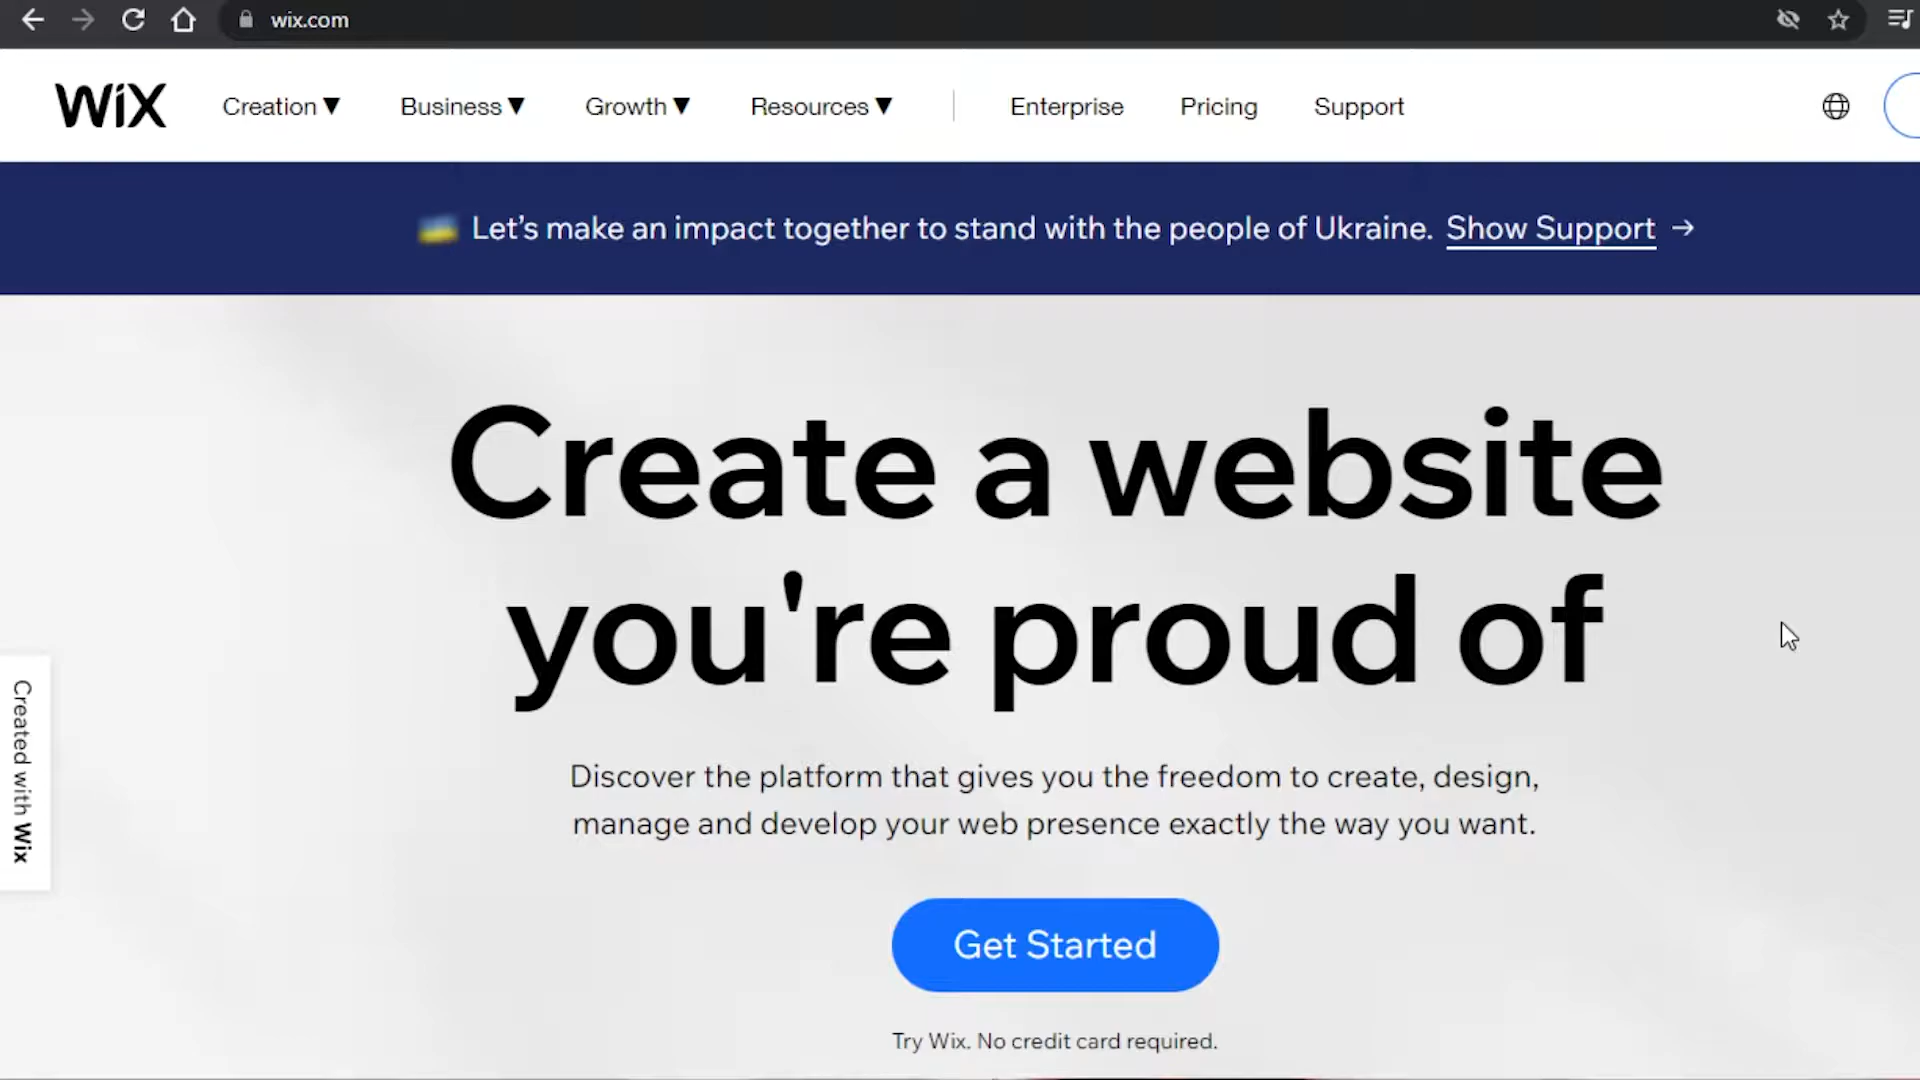 wix.com
WiX
Creation▼ Business▼ Growth▼ Resources▼ Enterprise Pricing Support
Let’s make an impact together to stand with the people of Ukraine. Show Support →
Create a website
you're proud of
Discover the platform that gives you the freedom to create, design,
manage and develop your web presence exactly the way you want.
Created with Wix
Get Started
Try Wix. No credit card required.